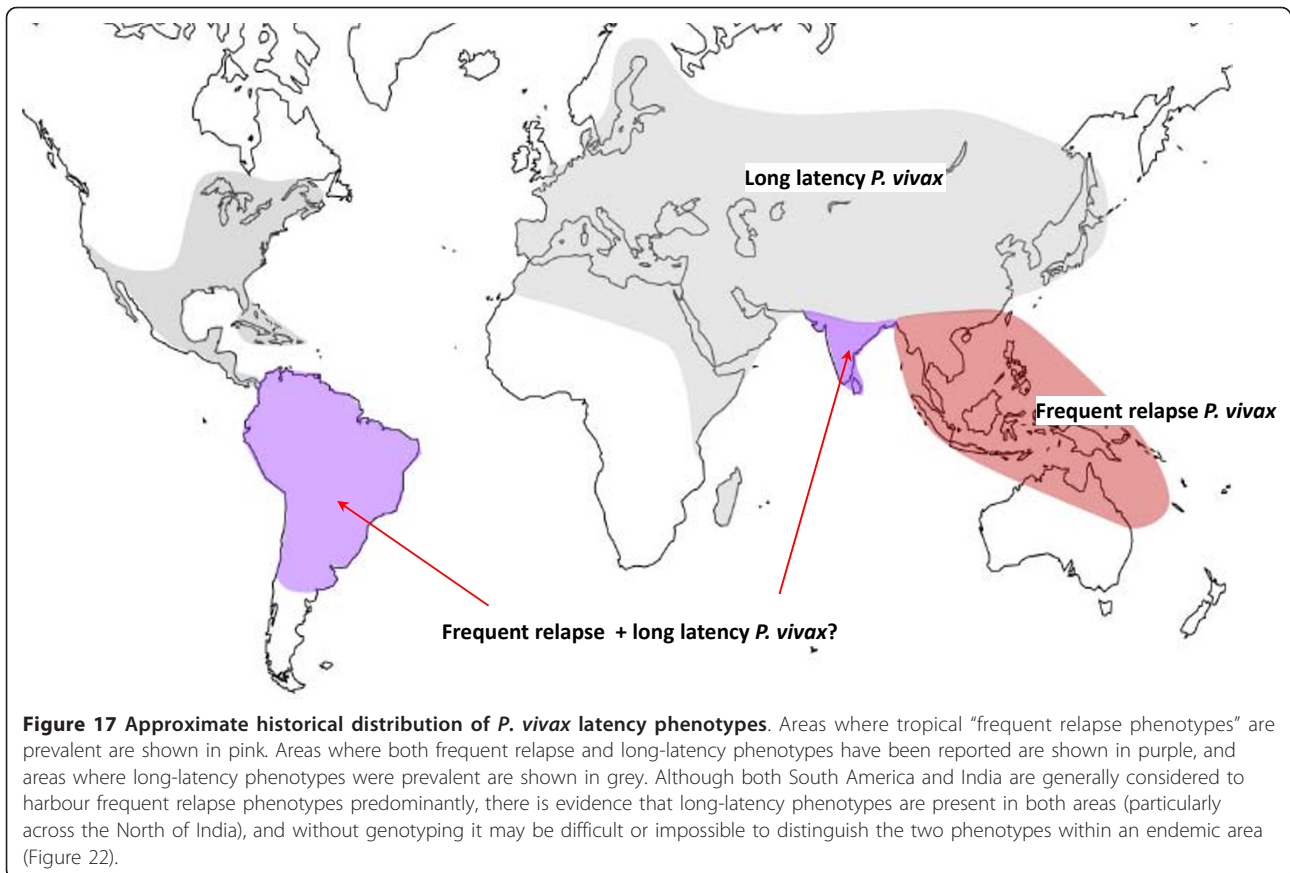 Long latency P. vivax
Frequent relapse P. vivax
Frequent relapse + long latency P. vivax?
Figure 17 Approximate historical distribution of P. vivax latency phenotypes. Areas where tropical “frequent relapse phenotypes” are
prevalent are shown in pink. Areas where both frequent relapse and long-latency phenotypes have been reported are shown in purple, and
areas where long-latency phenotypes were prevalent are shown in grey. Although both South America and India are generally considered to
harbour frequent relapse phenotypes predominantly, there is evidence that long-latency phenotypes are present in both areas (particularly
across the North of India), and without genotyping it may be difficult or impossible to distinguish the two phenotypes within an endemic area
(Figure 22).